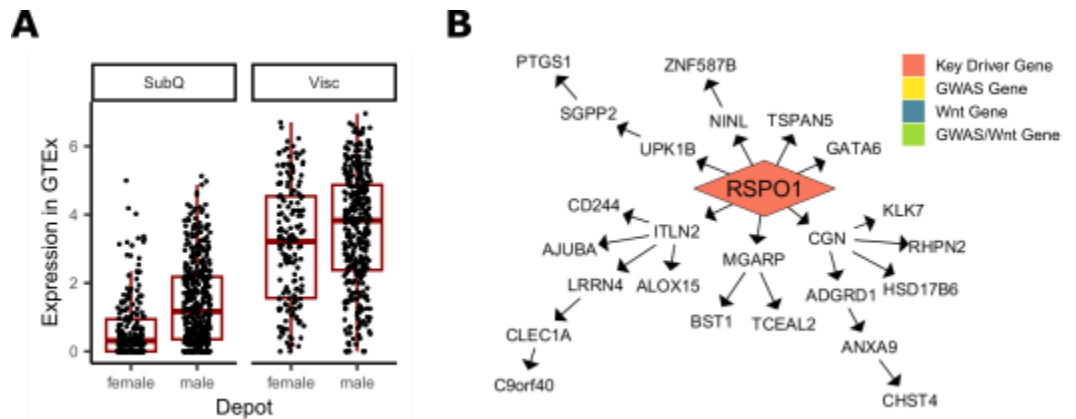 A
SubQ
Visc
Expression in GTEx
6
4
2
0
female
male
female
male
Depot
B
PTGS1
ZNF587B
SGPP2
NINL
TSPAN5
UPK1B
GATA6
RSPO1
CD244
ITLN2
CGN
KLK7
AJUBA
MGARP
RHPN2
LRRN4
ALOX15
ADGRD1
HSD17B6
BST1
TCEAL2
CLEC1A
ANXA9
C9orf40
CHST4
Key Driver Gene
GWAS Gene
Wnt Gene
GWAS/Wnt Gene